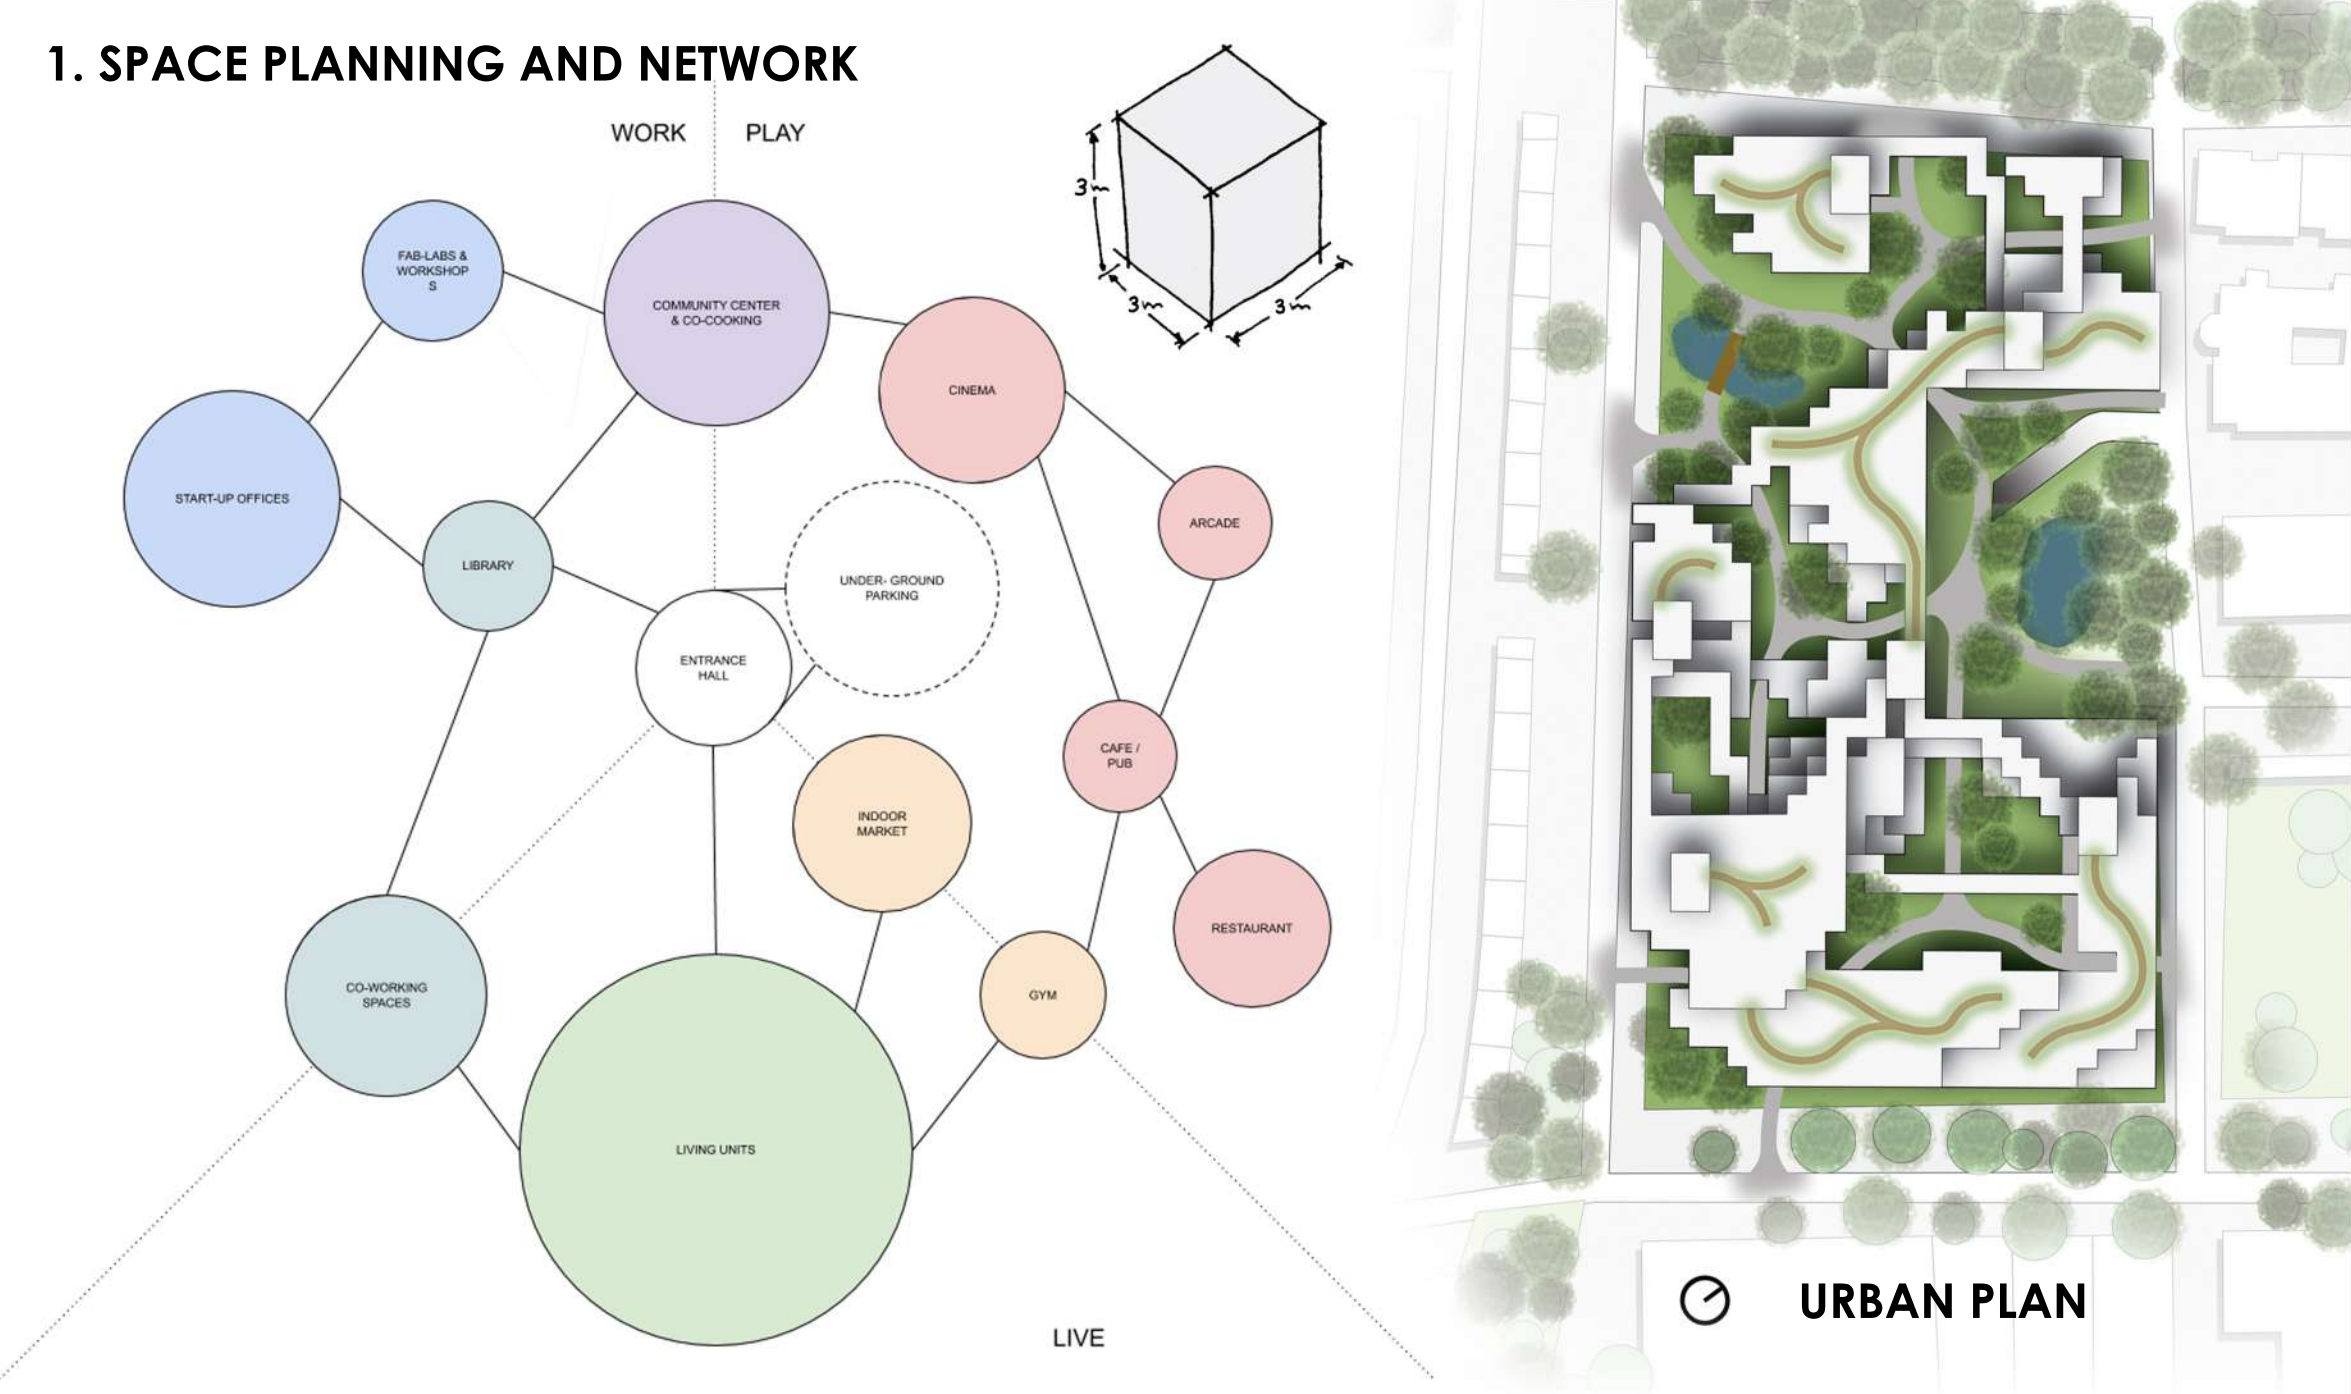 1. SPACE PLANNING AND NETWORK
WORK
PLAY
3m
3m
3m
FAB-LABS &
WORKSHOP
S
COMMUNITY CENTER
& CO-COOKING
CINEMA
START-UP OFFICES
ARCADE
LIBRARY
UNDER- GROUND
PARKING
ENTRANCE
HALL
CAFE /
PUB
INDOOR
MARKET
RESTAURANT
CO-WORKING
SPACES
GYM
LIVING UNITS
LIVE
URBAN PLAN